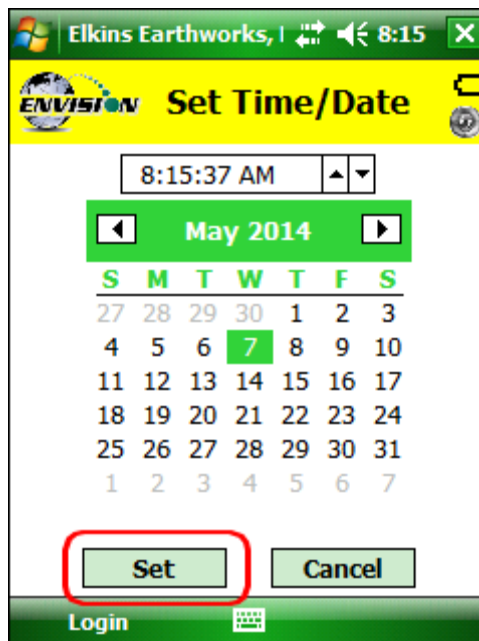 Elkins Earthworks, I 8:15
ENVISION Set Time/Date
8:15:37 AM
May 2014
S M T W T F S
27 28 29 30 1 2 3
4 5 6 7 8 9 10
11 12 13 14 15 16 17
18 19 20 21 22 23 24
25 26 27 28 29 30 31
1 2 3 4 5 6 7
Set Cancel
Login